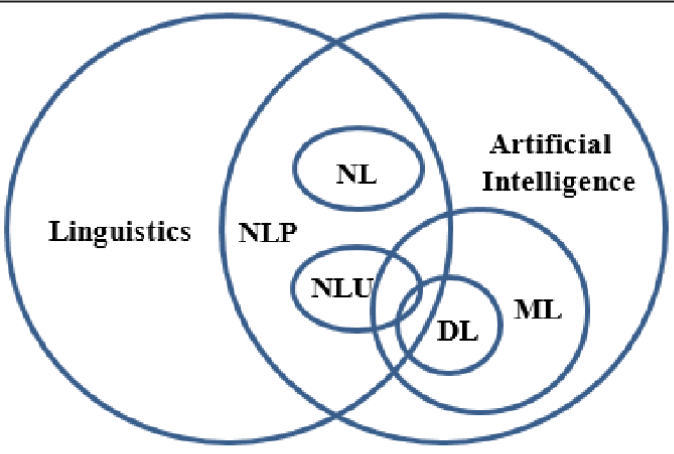 Artificial
Intelligence
NL
Linguistics
NLP
NLU
ML
DL